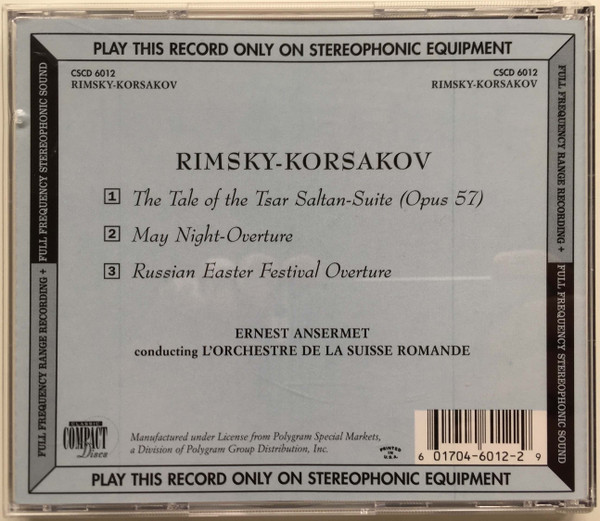 PLAY THIS RECORD ONLY ON STEREOPHONIC EQUIPMENT
CSCD 6012
RIMSKY-KORSAKOV
CSCD 6012
RIMSKY-KORSAKOV
FULL FREQUENCY RANGE RECORDING + FULL FREQUENCY STEREOPHONIC SOUND
FULL FREQUENCY RANGE RECORDING + FULL FREQUENCY STEREOPHONIC SOUND
RIMSKY-KORSAKOV
1 The Tale of the Tsar Saltan-Suite (Opus 57)
2 May Night-Overture
3 Russian Easter Festival Overture
ERNEST ANSERMET
conducting L'ORCHESTRE DE LA SUISSE ROMANDE
CLASSIC
COMPACT
Discs
Manufactured under License from Polygram Special Markets,
a Division of Polygram Group Distribution, Inc.
PRINTED
IN
U.S.A.
6 01704-6012-2 9
PLAY THIS RECORD ONLY ON STEREOPHONIC EQUIPMENT